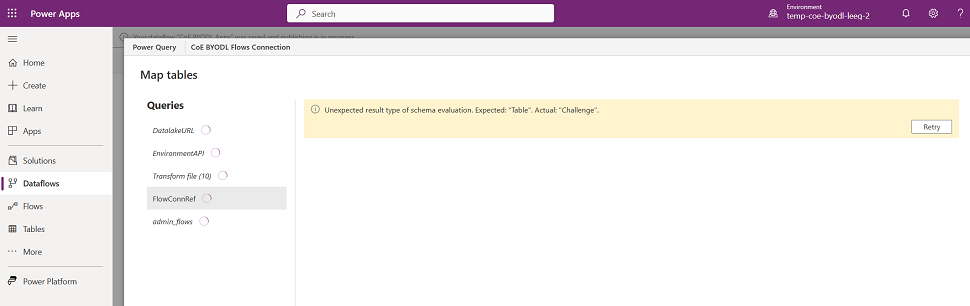 Power Apps
Search
Environment
temp-coe-byodl-leeq-2
Your dataflow "CoE BYODL Apps" was saved and publishing is in progress
Power Query
CoE BYODL Flows Connection
Home
Create
Learn
Apps
Solutions
Dataflows
Flows
Tables
More
Power Platform
Map tables
Queries
DatalakeURL
EnvironmentAPI
Transform file (10)
FlowConnRef
admin_flows
Unexpected result type of schema evaluation. Expected: "Table". Actual: "Challenge".
Retry